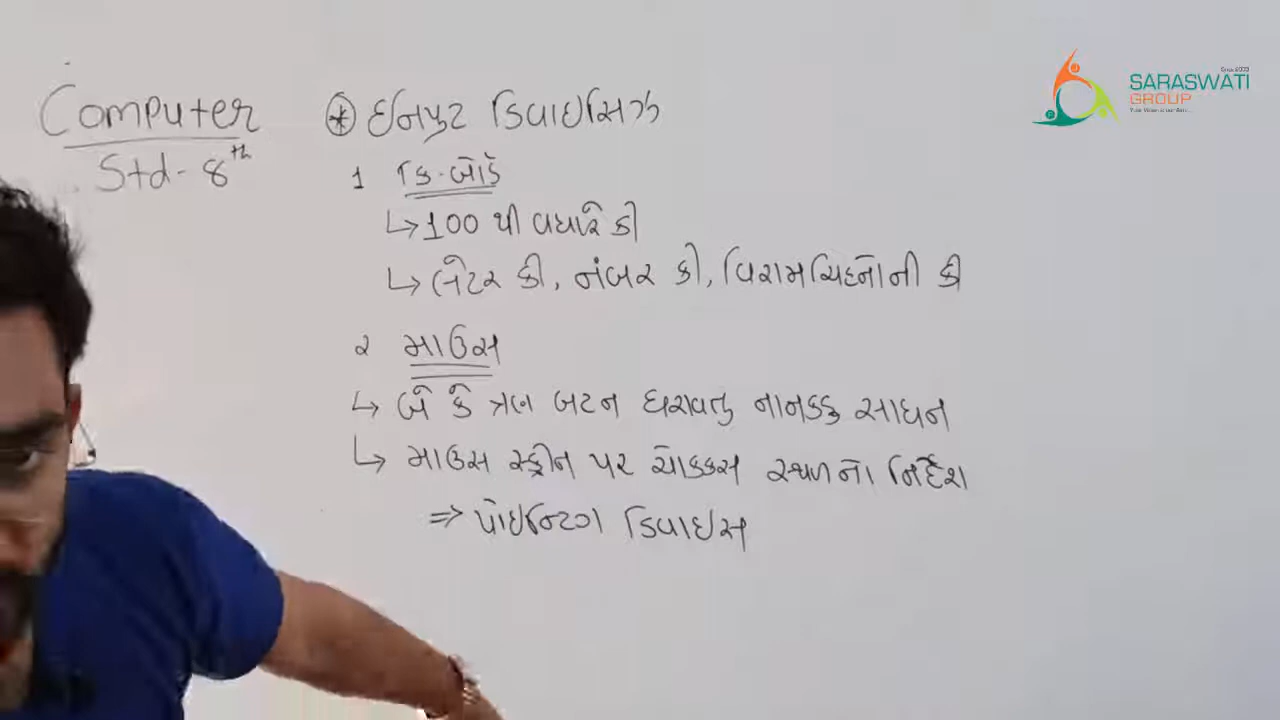 Computer
Std - 8th
* ઇનપુટ ડિવાઇસિઝ
1 કિ-બોર્ડ
↳ 100 થી વધારે કી
↳ લેટર કી, નંબર કી, વિરામચિહ્નોની કી
૨ માઉસ
↳ બે કે ત્રણ બટન ધરાવતુ નાનકડુ સાધન
↳ માઉસ સ્ક્રીન પર ચોક્કસ સ્થળનો નિર્દેશ
⇒ પોઇન્ટિગ ડિવાઇસ
SARASWATI
GROUP